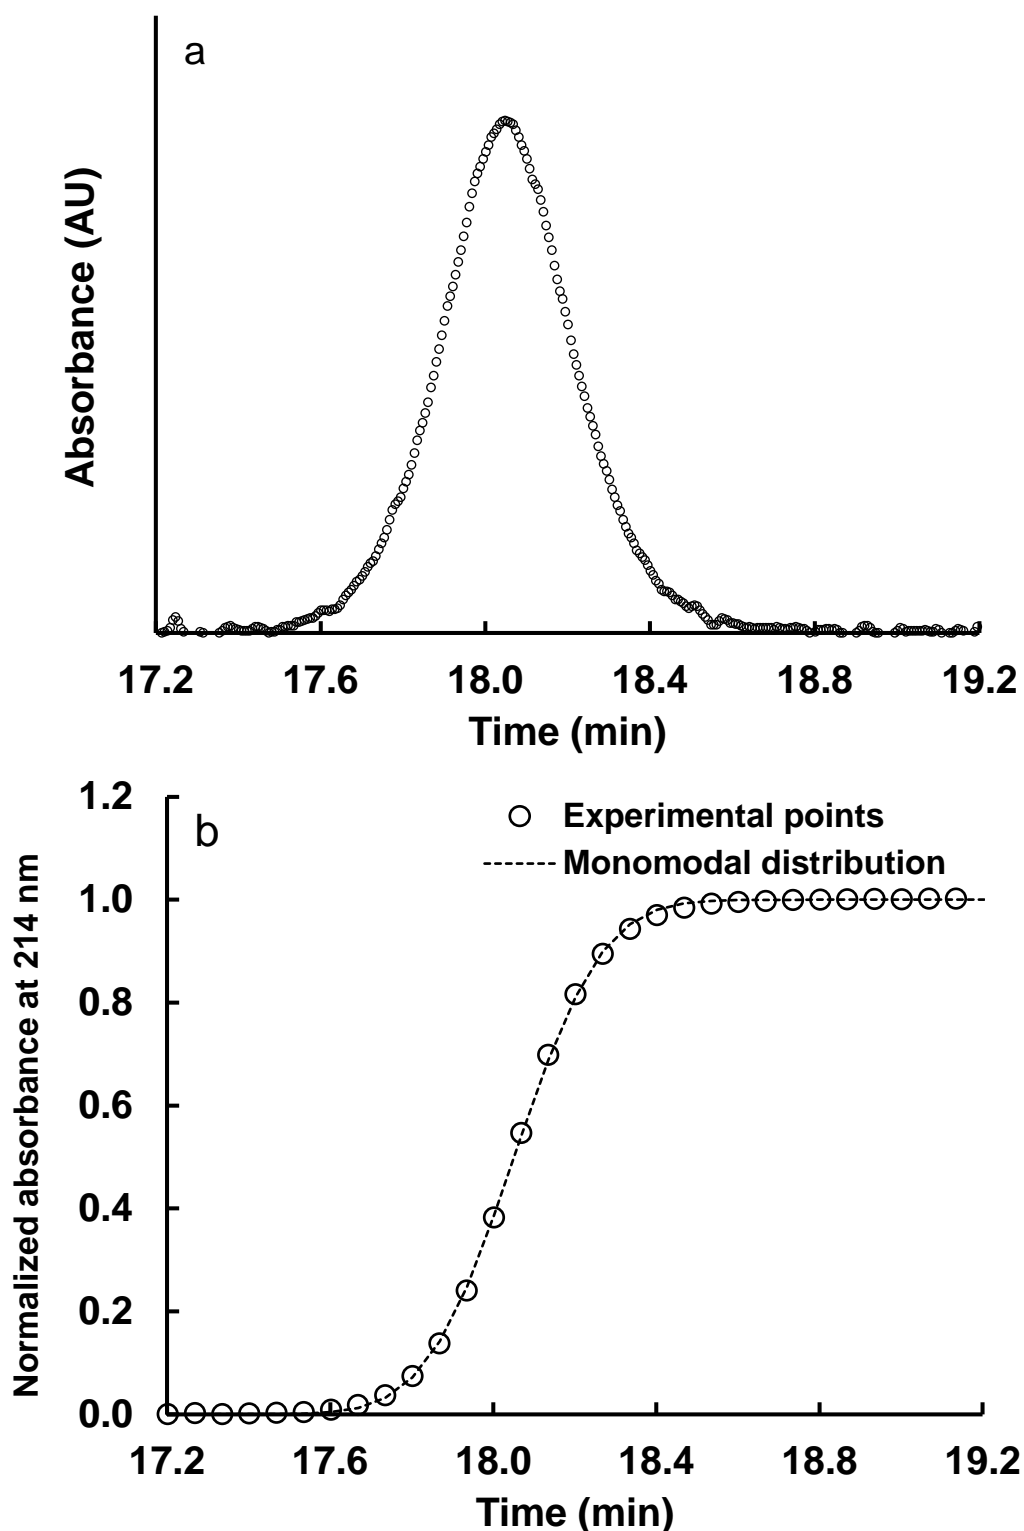 a
Absorbance (AU)
17.2 17.6 18.0 18.4 18.8 19.2
Time (min)
b
Experimental points
Monomodal distribution
Normalized absorbance at 214 nm
1.2
1.0
0.8
0.6
0.4
0.2
0.0
17.2 17.6 18.0 18.4 18.8 19.2
Time (min)